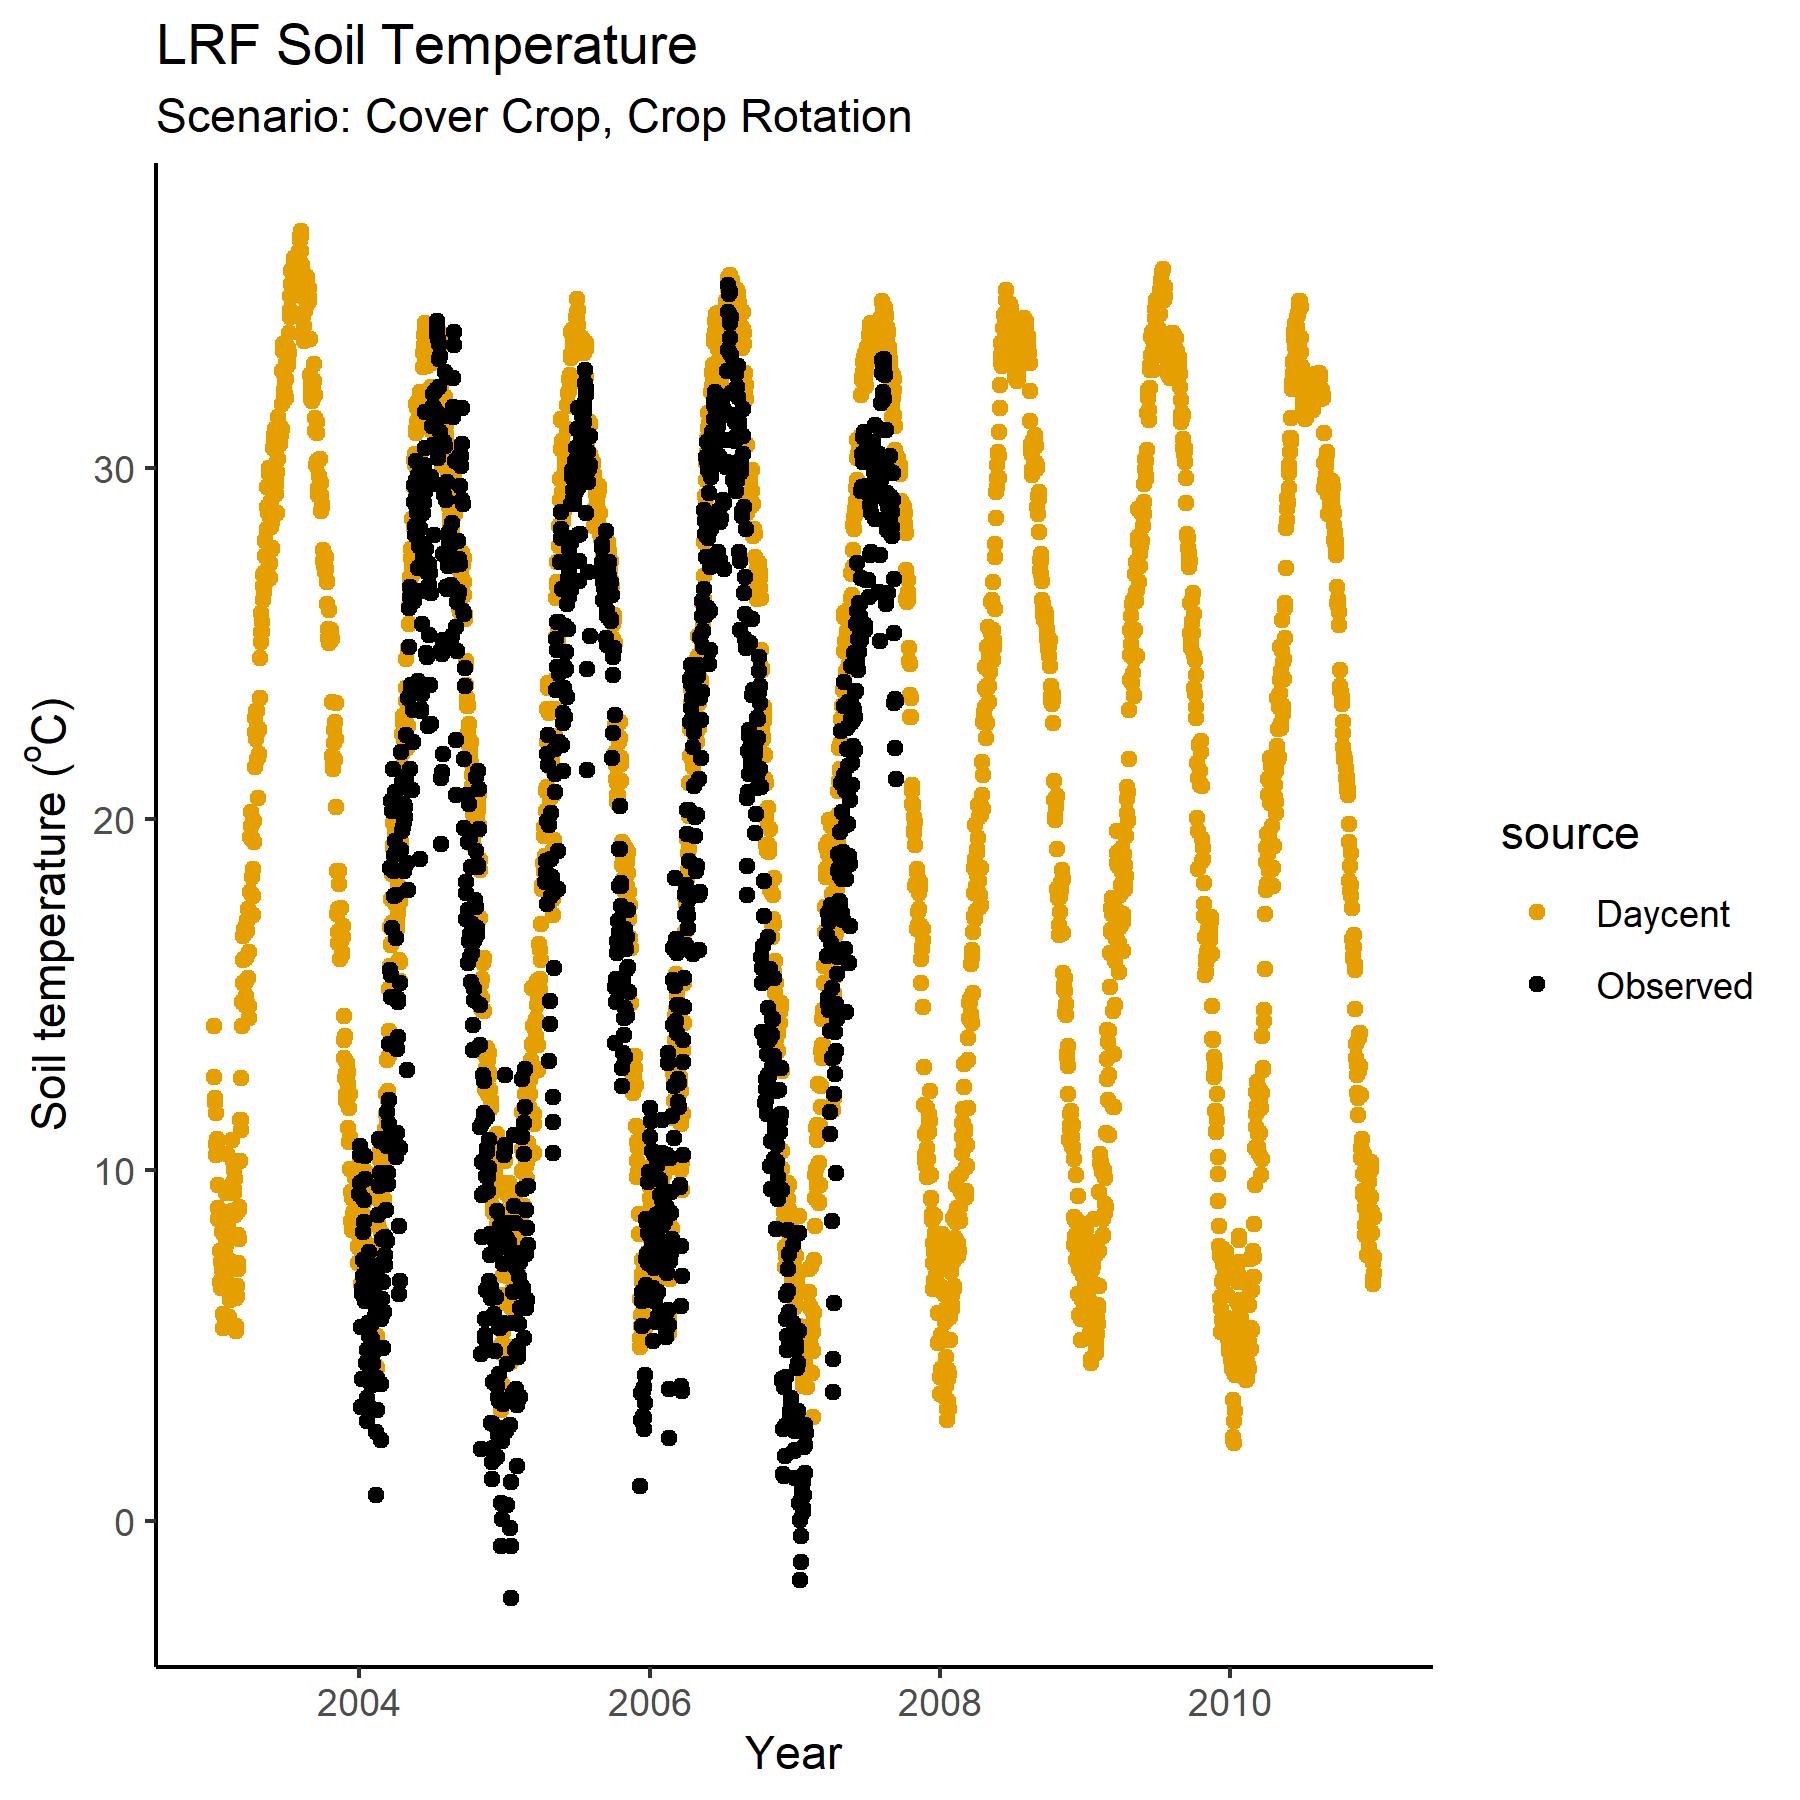 LRF Soil Temperature
Scenario: Cover Crop, Crop Rotation
Soil temperature (°C)
30
20
10
0
2004 2006 2008 2010
Year
source
Daycent
Observed